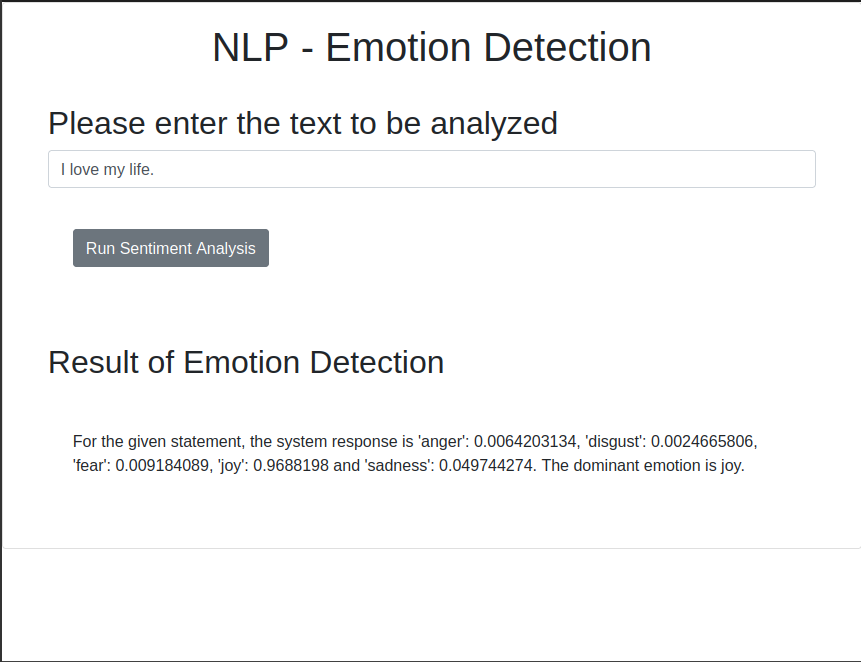 NLP - Emotion Detection
Please enter the text to be analyzed
I love my life.
Run Sentiment Analysis
Result of Emotion Detection
For the given statement, the system response is 'anger': 0.0064203134, 'disgust': 0.0024665806,
'fear': 0.009184089, 'joy': 0.9688198 and 'sadness': 0.049744274. The dominant emotion is joy.